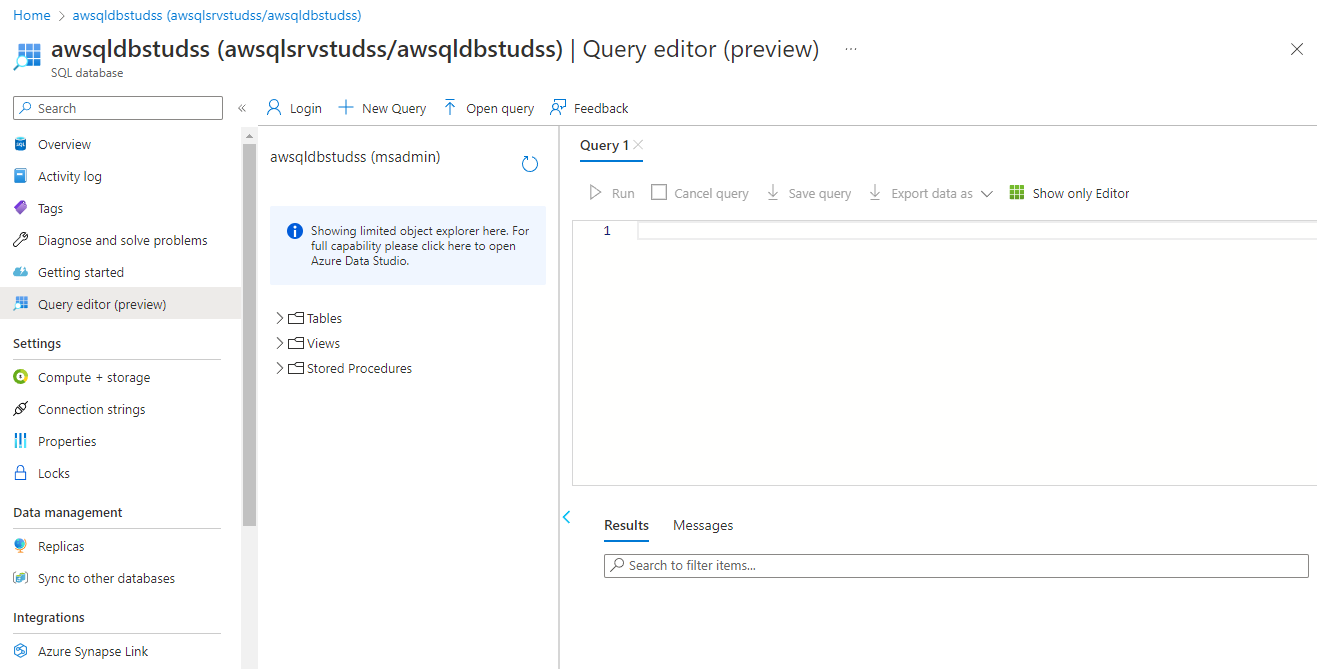 Home > awsqldbstudss (awsqlsrvstudss/awsqldbstudss)
awsqldbstudss (awsqlsrvstudss/awsqldbstudss) | Query editor (preview) ...
SQL database
Search
«
Login
New Query
Open query
Feedback
Overview
Activity log
Tags
Diagnose and solve problems
Getting started
Query editor (preview)
Settings
Compute + storage
Connection strings
Properties
Locks
Data management
Replicas
Sync to other databases
Integrations
Azure Synapse Link
awsqldbstudss (msadmin)
Showing limited object explorer here. For
full capability please click here to open
Azure Data Studio.
Tables
Views
Stored Procedures
Query 1
Run
Cancel query
Save query
Export data as
Show only Editor
1
Results
Messages
Search to filter items...